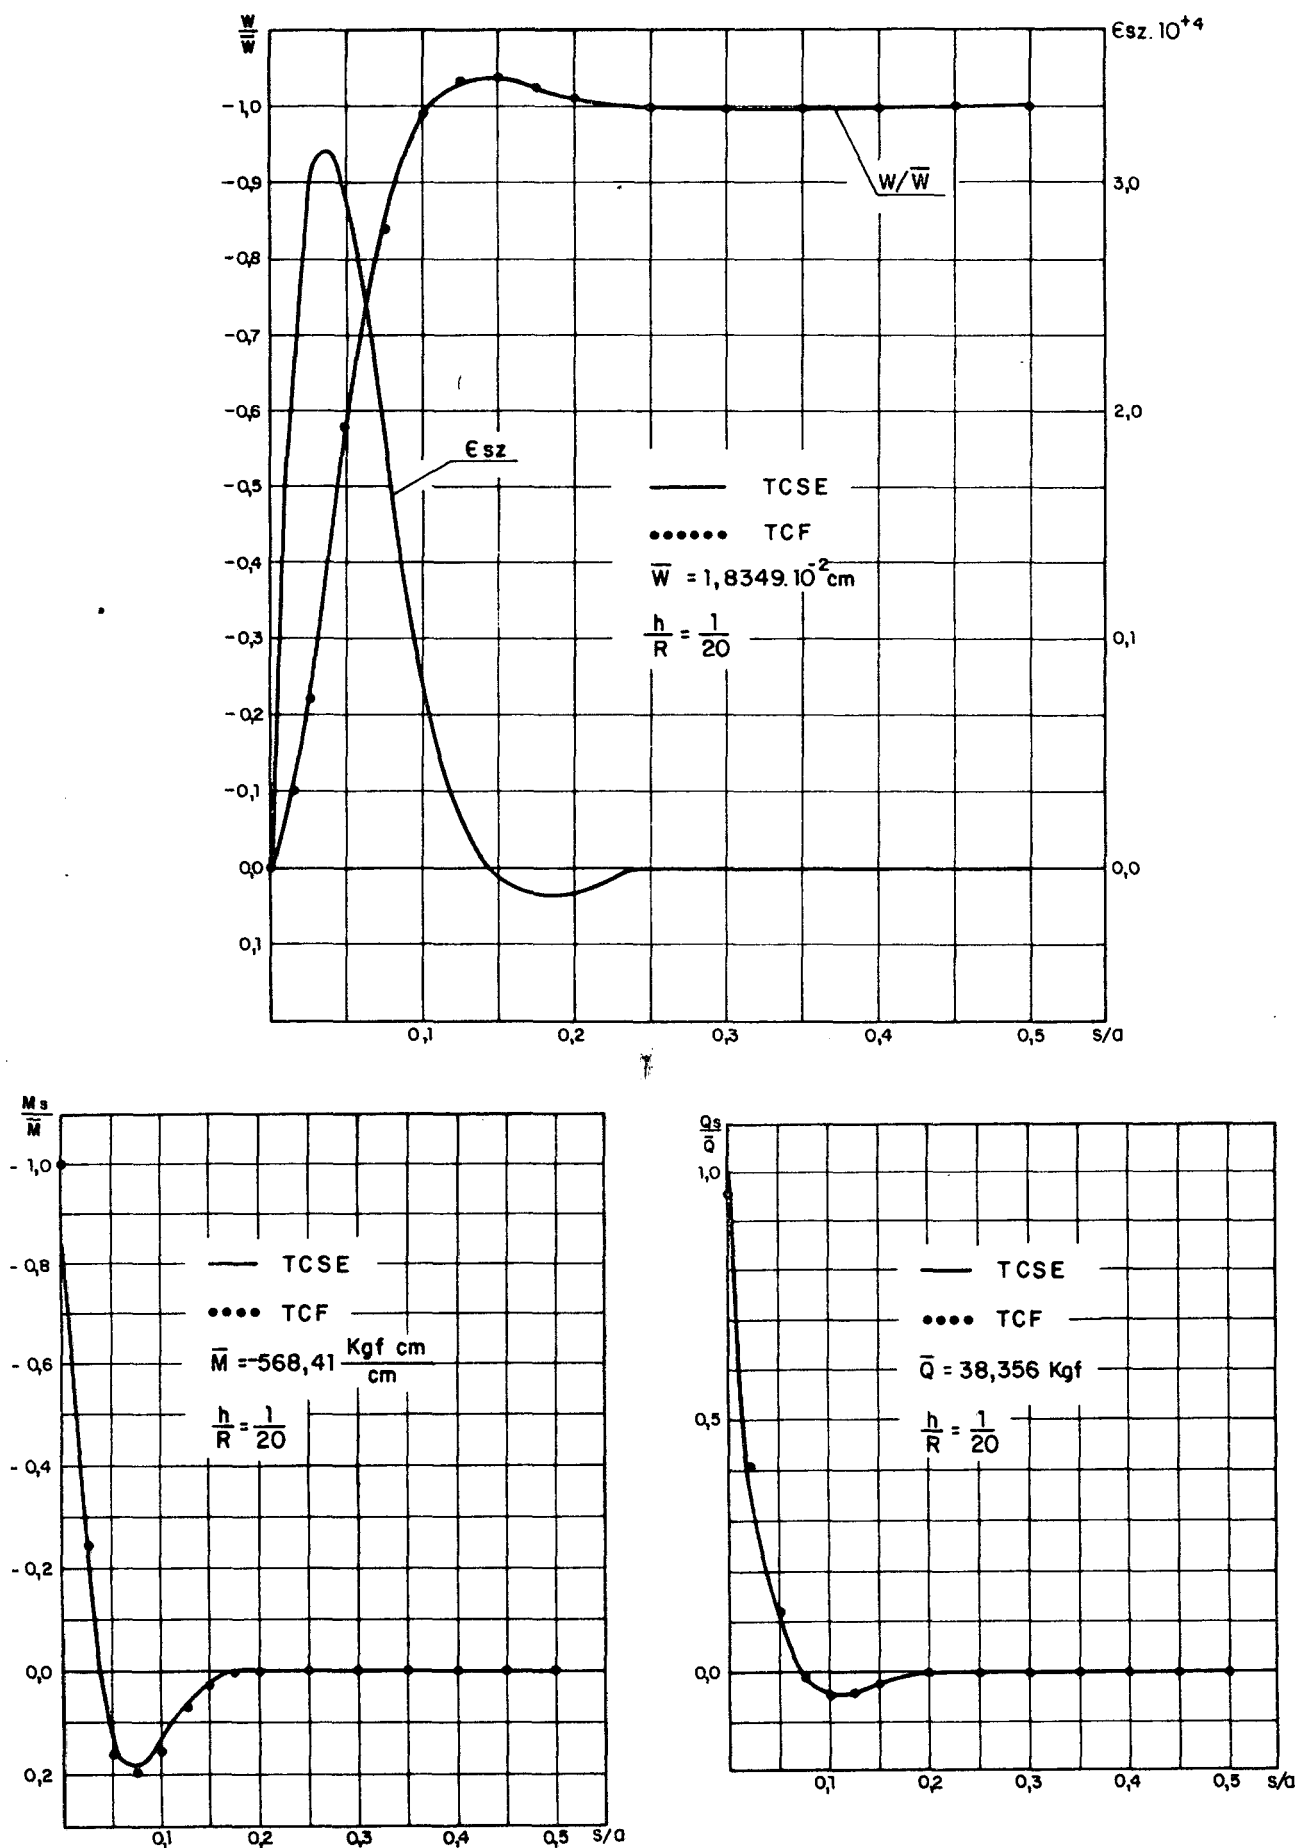 W
W̅
Єsz.10⁺⁴
-1,0
-0,9
W/W̅
3,0
-0,8
-0,7
-0,6
2,0
Єsz
-0,5
TCSE
TCF
-0,4
W̅ = 1,8349.10⁻²cm
-0,3
h/R = 1/20
0,1
-0,2
-0,1
0,0
0,0
0,1
0,1 0,2 0,3 0,4 0,5 s/a
Ms
M̅
- 1,0
- 0,8
TCSE
TCF
- 0,6
M̅ = -568,41 Kgf cm/cm
h/R = 1/20
- 0,4
- 0,2
0,0
0,2
0,1 0,2 0,3 0,4 0,5 s/a
Qs
Q̅
1,0
TCSE
TCF
Q̅ = 38,356 Kgf
0,5
h/R = 1/20
0,0
0,1 0,2 0,3 0,4 0,5 s/a